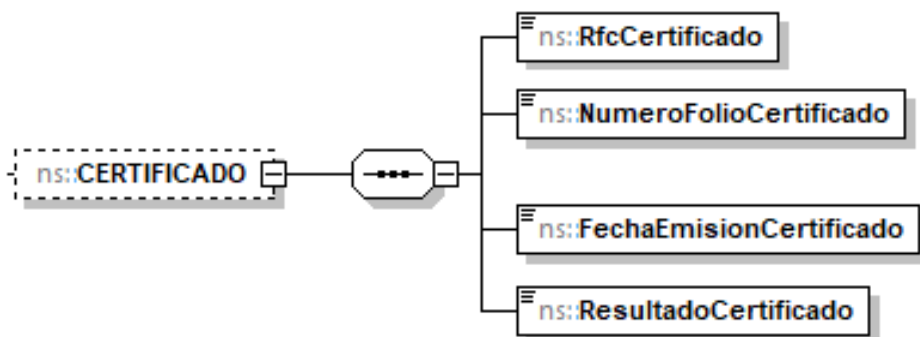 ns::RfcCertificado
ns::NumeroFolioCertificado
ns::CERTIFICADO
ns::FechaEmisionCertificado
ns::ResultadoCertificado